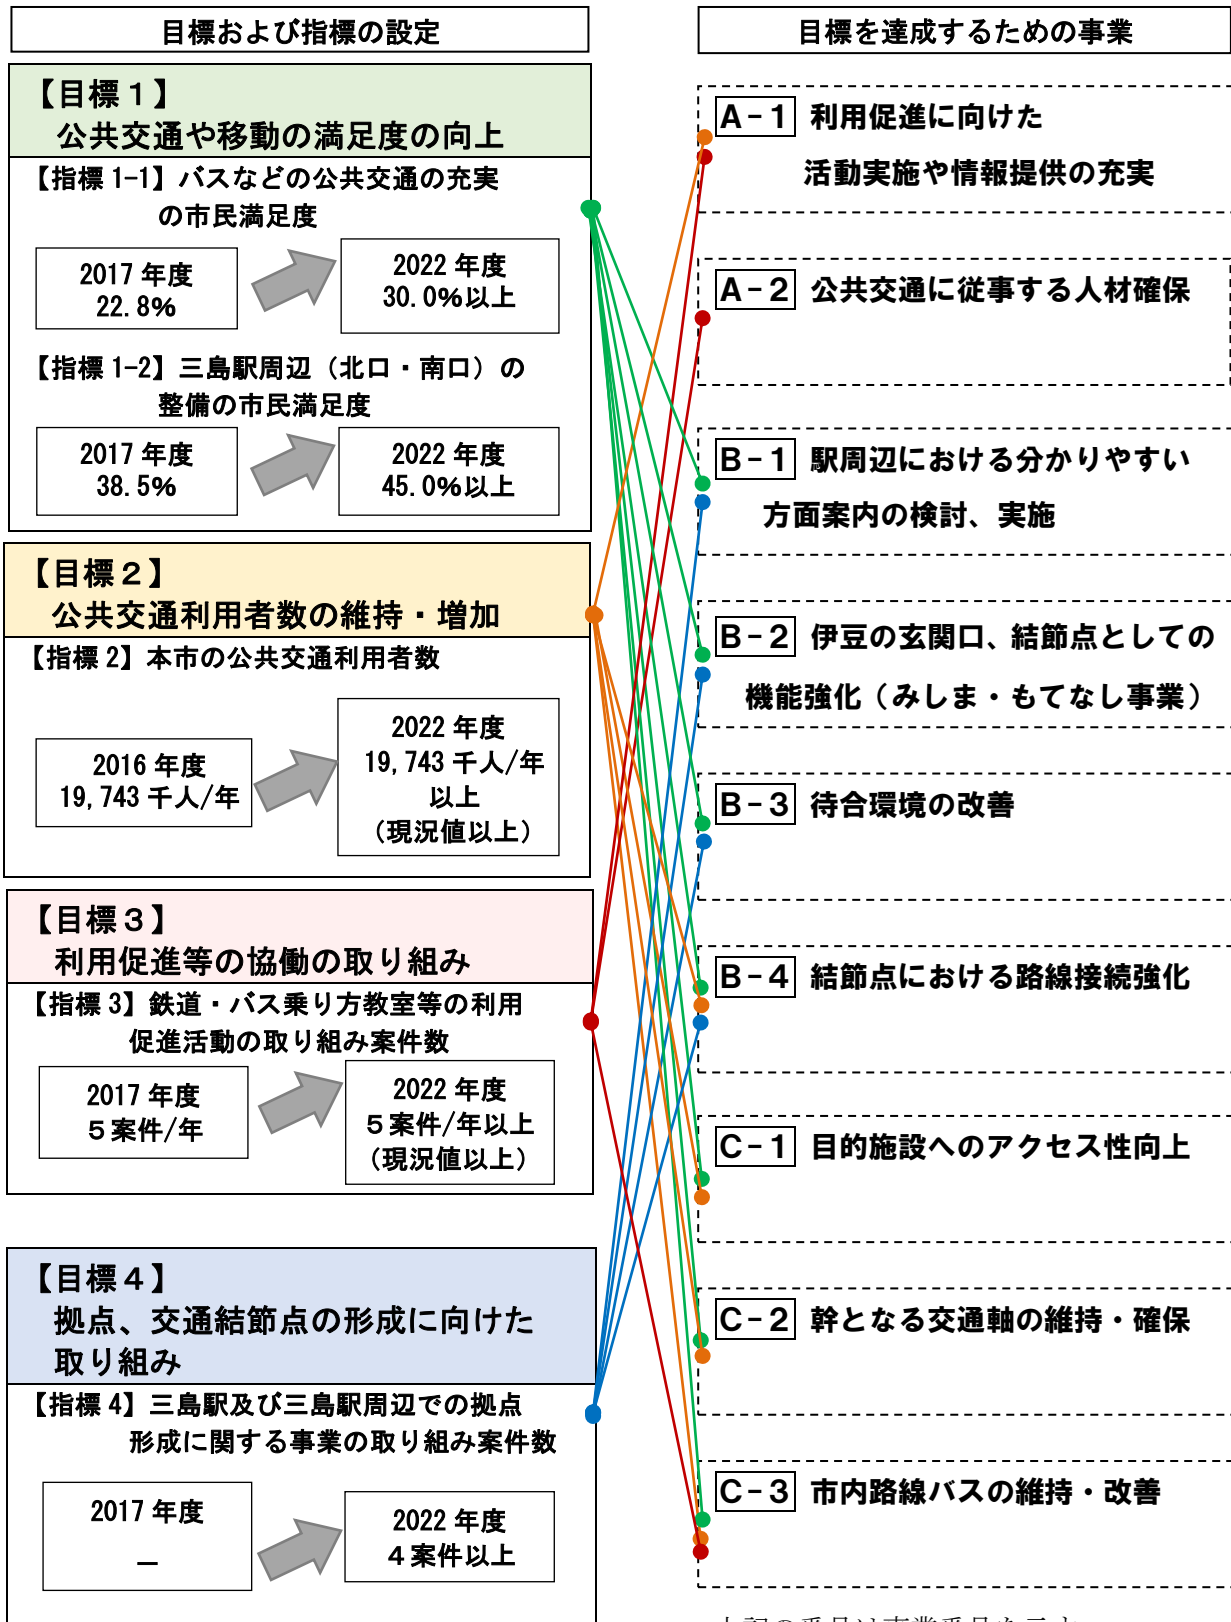 目標および指標の設定
【目標１】
公共交通や移動の満足度の向上
【指標 1-1】バスなどの公共交通の充実
の市民満足度
2017 年度
22.8%
2022 年度
30.0%以上
【指標 1-2】三島駅周辺（北口・南口）の
整備の市民満足度
2017 年度
38.5%
2022 年度
45.0%以上
【目標２】
公共交通利用者数の維持・増加
【指標 2】本市の公共交通利用者数
2016 年度
19,743 千人/年
2022 年度
19,743 千人/年
以上
（現況値以上）
【目標３】
利用促進等の協働の取り組み
【指標 3】鉄道・バス乗り方教室等の利用
促進活動の取り組み案件数
2017 年度
５案件/年
2022 年度
５案件/年以上
（現況値以上）
【目標４】
拠点、交通結節点の形成に向けた
取り組み
【指標 4】三島駅及び三島駅周辺での拠点
形成に関する事業の取り組み案件数
2017 年度
－
2022 年度
４案件以上
目標を達成するための事業
A-1 利用促進に向けた
活動実施や情報提供の充実
A-2 公共交通に従事する人材確保
B-1 駅周辺における分かりやすい
方面案内の検討、実施
B-2 伊豆の玄関口、結節点としての
機能強化（みしま・もてなし事業）
B-3 待合環境の改善
B-4 結節点における路線接続強化
C-1 目的施設へのアクセス性向上
C-2 幹となる交通軸の維持・確保
C-3 市内路線バスの維持・改善